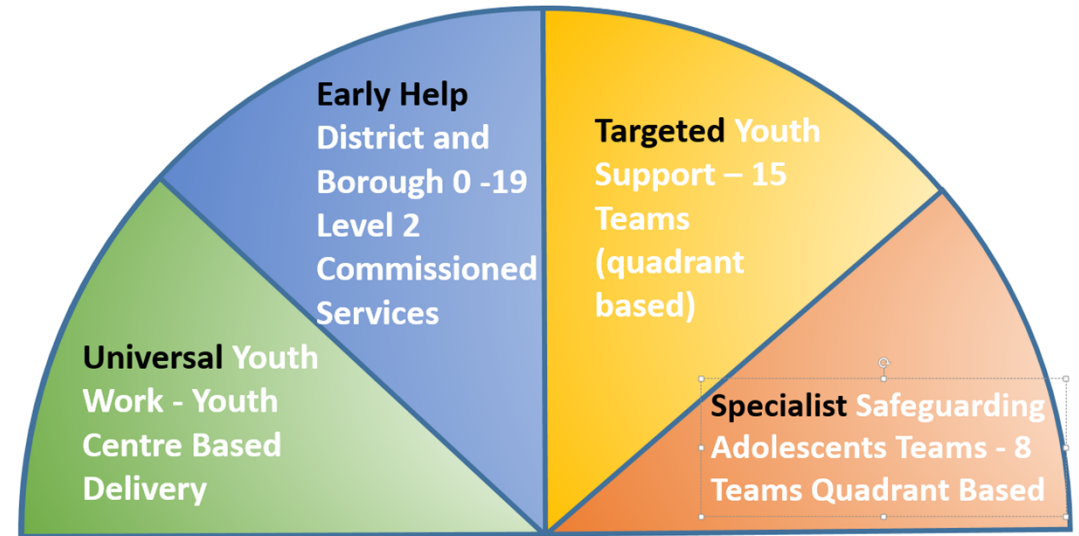 Early Help
District and
Borough 0 -19
Level 2
Commissioned
Services
Targeted Youth
Support – 15
Teams
(quadrant
based)
Universal Youth
Work - Youth
Centre Based
Delivery
Specialist Safeguarding
Adolescents Teams - 8
Teams Quadrant Based